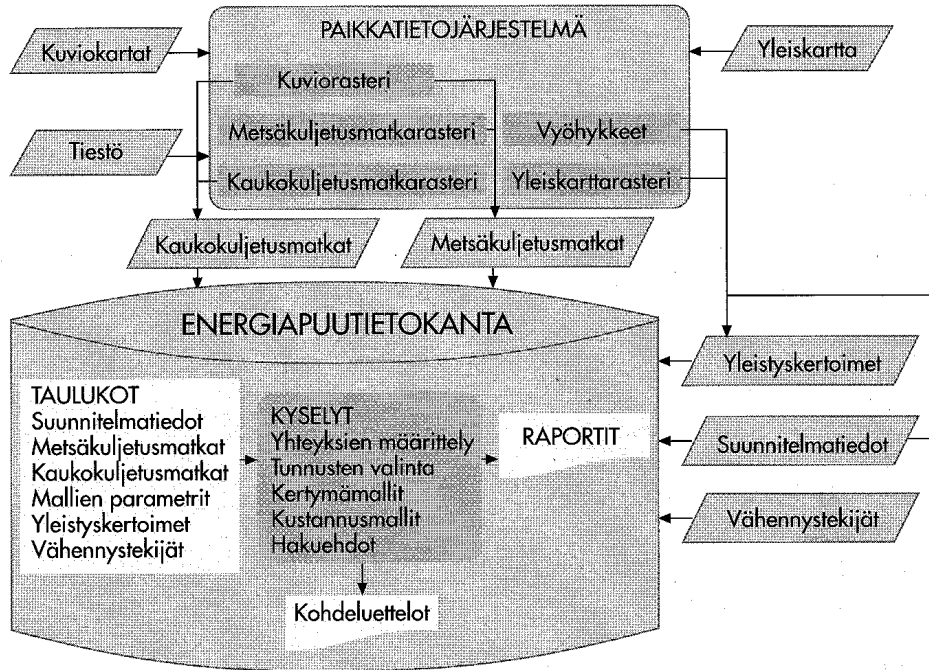 PAIKKATIETOJÄRJESTELMÄ
Kuviokartat
Yleiskartta
Kuviorasteri
Metsäkuljetusmatkarasteri
Vyöhykkeet
Tiestö
Kaukokuljetusmatkarasteri
Yleiskarttarasteri
Kaukokuljetusmatkat
Metsäkuljetusmatkat
ENERGIAPUUTIETOKANTA
Yleistyskertoimet
TAULUKOT
Suunnitelmatiedot
Metsäkuljetusmatkat
Kaukokuljetusmatkat
Mallien parametrit
Yleistyskertoimet
Vähennystekijät
KYSELYT
Yhteyksien määrittely
Tunnusten valinta
Kertymämallit
Kustannusmallit
Hakuehdot
RAPORTIT
Suunnitelmatiedot
Vähennystekijät
Kohdeluettelot